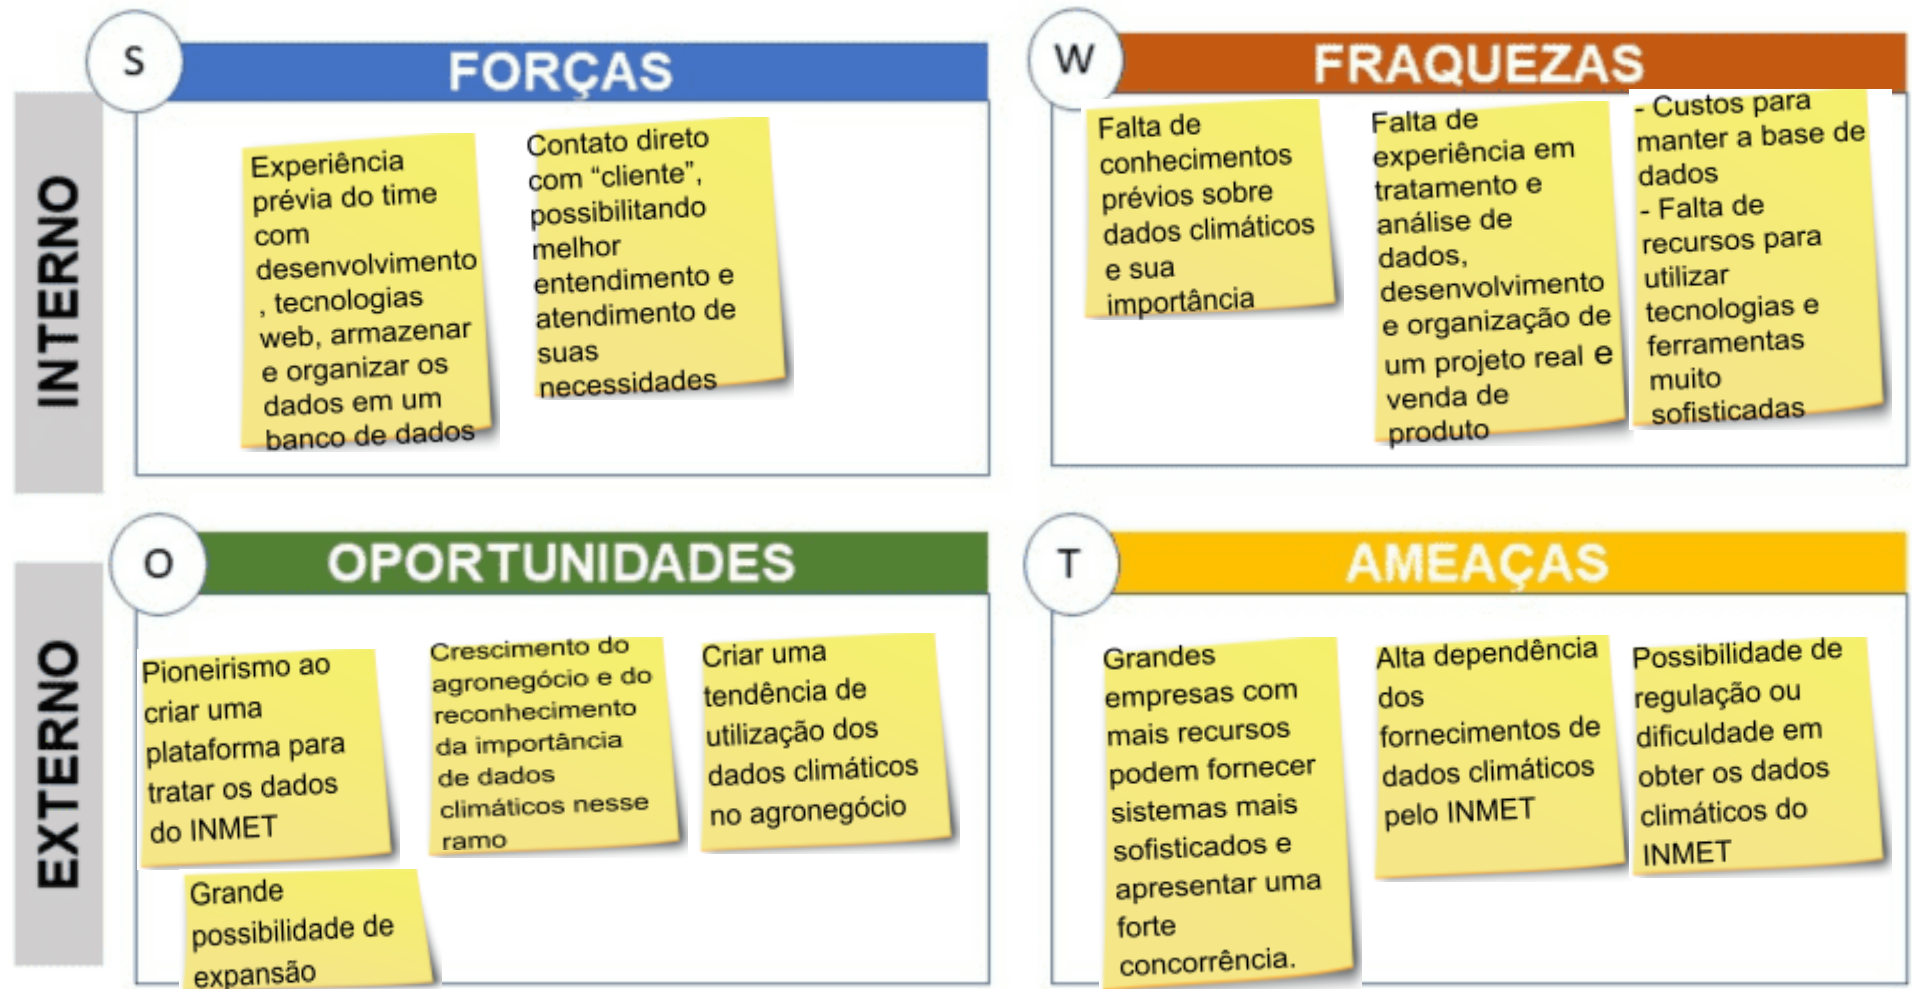 S
FORÇAS
INTERNO
Experiência
prévia do time
com
desenvolvimento
, tecnologias
web, armazenar
e organizar os
dados em um
banco de dados
Contato direto
com “cliente”,
possibilitando
melhor
entendimento e
atendimento de
suas
necessidades
W
FRAQUEZAS
Falta de
conhecimentos
prévios sobre
dados climáticos
e sua
importância
Falta de
experiência em
tratamento e
análise de
dados,
desenvolvimento
e organização de
um projeto real e
venda de
produto
- Custos para
manter a base de
dados
- Falta de
recursos para
utilizar
tecnologias e
ferramentas
muito
sofisticadas
O
OPORTUNIDADES
EXTERNO
Pioneirismo ao
criar uma
plataforma para
tratar os dados
do INMET
Crescimento do
agronegócio e do
reconhecimento
da importância
de dados
climáticos nesse
ramo
Criar uma
tendência de
utilização dos
dados climáticos
no agronegócio
Grande
possibilidade de
expansão
T
AMEAÇAS
Grandes
empresas com
mais recursos
podem fornecer
sistemas mais
sofisticados e
apresentar uma
forte
concorrência.
Alta dependência
dos
fornecimentos de
dados climáticos
pelo INMET
Possibilidade de
regulação ou
dificuldade em
obter os dados
climáticos do
INMET